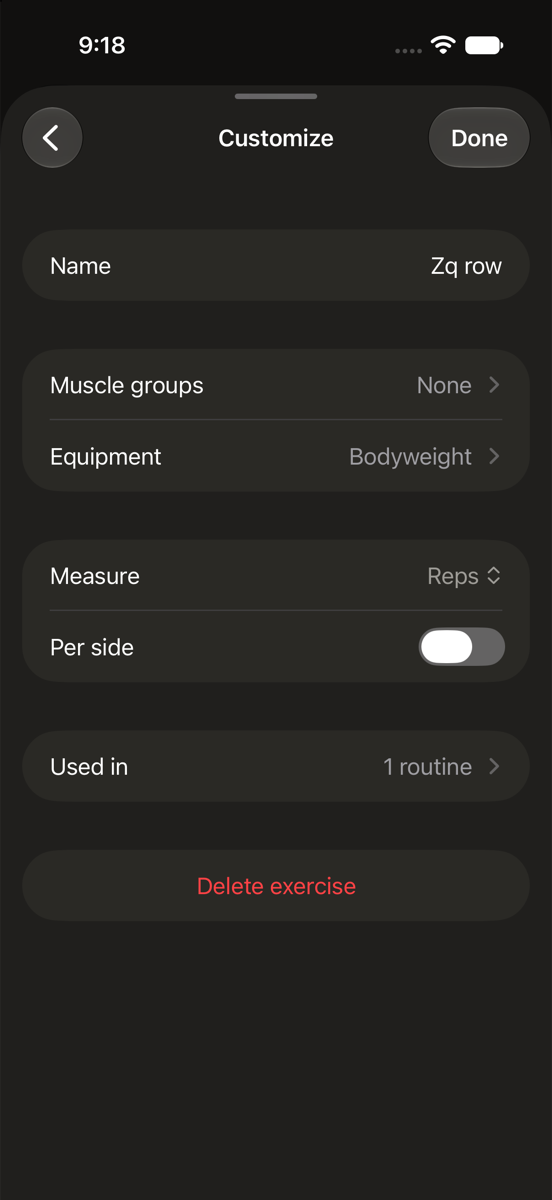 9:18
Customize
Done
Name Zq row
Muscle groups None
Equipment Bodyweight
Measure Reps
Per side
Used in 1 routine
Delete exercise